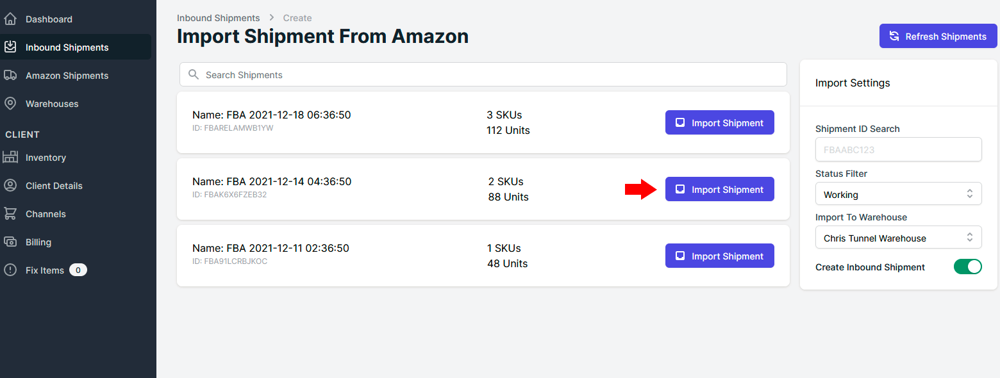 Dashboard
Inbound Shipments
Amazon Shipments
Warehouses
CLIENT
Inventory
Client Details
Channels
Billing
Fix Items 0
Inbound Shipments > Create
Import Shipment From Amazon
Refresh Shipments
Search Shipments
Name: FBA 2021-12-18 06:36:50
ID: FBARELAMWB1YW
3 SKUs
112 Units
Import Shipment
Name: FBA 2021-12-14 04:36:50
ID: FBAK6X6FZEB32
2 SKUs
88 Units
Import Shipment
Name: FBA 2021-12-11 02:36:50
ID: FBA91LCRBJKOC
1 SKUs
48 Units
Import Shipment
Import Settings
Shipment ID Search
FBAABC123
Status Filter
Working
Import To Warehouse
Chris Tunnel Warehouse
Create Inbound Shipment